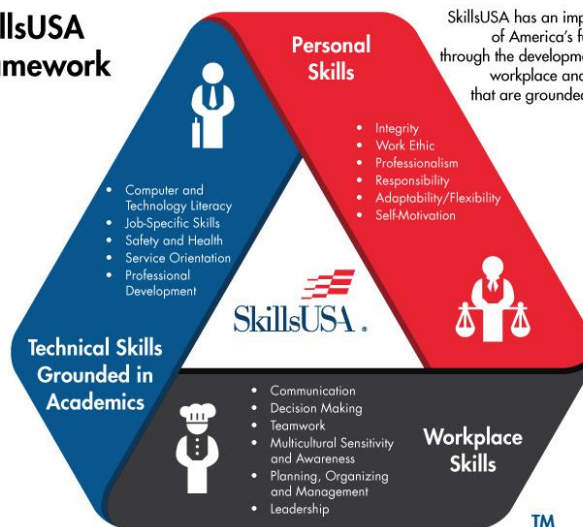 llsUSA
amework
SkillsUSA has an imp
of America's fu
through the developme
workplace and
that are grounded
Personal
Skills
• Integrity
• Work Ethic
• Professionalism
• Responsibility
• Adaptability/Flexibility
• Self-Motivation
• Computer and
Technology Literacy
• Job-Specific Skills
• Safety and Health
• Service Orientation
• Professional
Development
SkillsUSA®
Technical Skills
Grounded in
Academics
• Communication
• Decision Making
• Teamwork
• Multicultural Sensitivity
and Awareness
• Planning, Organizing
and Management
• Leadership
Workplace
Skills
TM